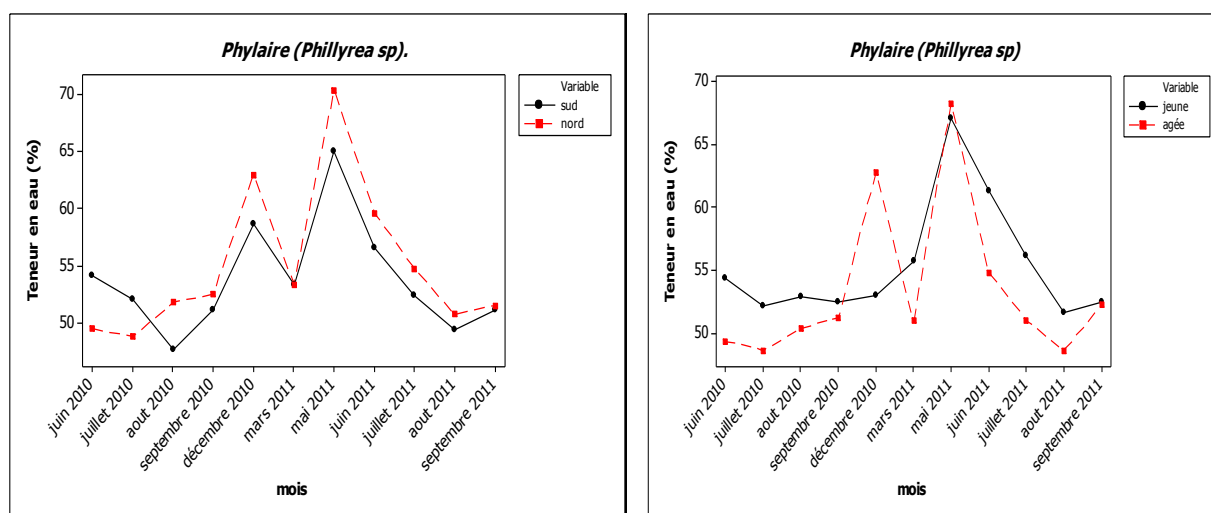 Phylaire (Phillyrea sp).
Variable
sud
nord
Teneur en eau (%)
70
65
60
55
50
juin 2010
juillet 2010
aout 2010
septembre 2010
décembre 2010
mars 2011
mai 2011
juin 2011
juillet 2011
aout 2011
septembre 2011
mois
Phylaire (Phillyrea sp)
Variable
jeune
agée
Teneur en eau (%)
70
65
60
55
50
juin 2010
juillet 2010
aout 2010
septembre 2010
décembre 2010
mars 2011
mai 2011
juin 2011
juillet 2011
aout 2011
septembre 2011
mois